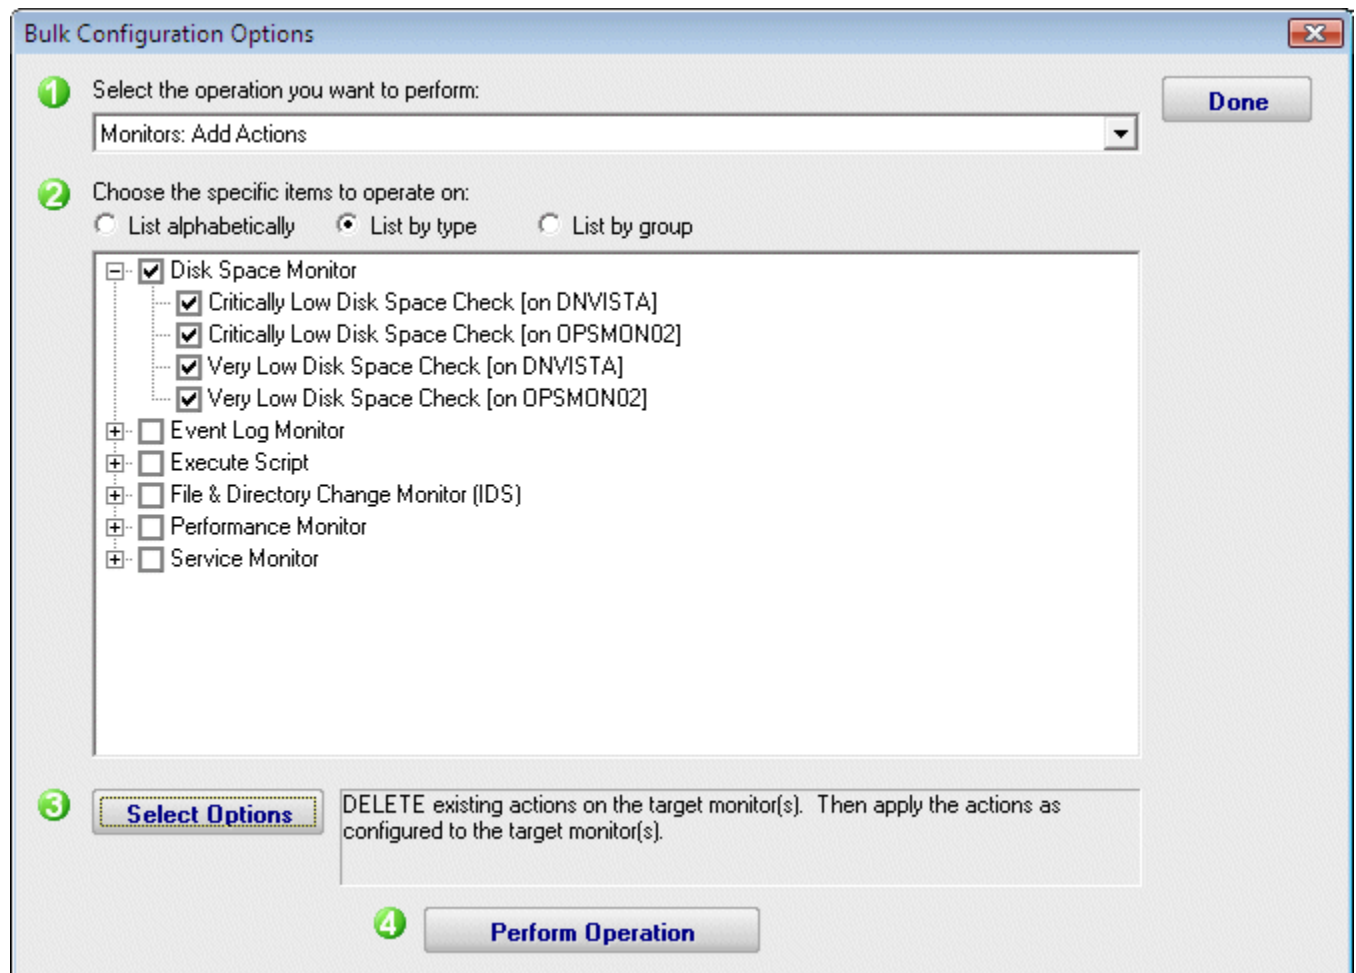 Bulk Configuration Options
1 Select the operation you want to perform:
Done
Monitors: Add Actions
2 Choose the specific items to operate on:
List alphabetically List by type List by group
Disk Space Monitor
Critically Low Disk Space Check [on DNVISTA]
Critically Low Disk Space Check [on OPSMON02]
Very Low Disk Space Check [on DNVISTA]
Very Low Disk Space Check [on OPSMON02]
Event Log Monitor
Execute Script
File & Directory Change Monitor (IDS)
Performance Monitor
Service Monitor
3 Select Options
DELETE existing actions on the target monitor(s).  Then apply the actions as
configured to the target monitor(s).
4 Perform Operation